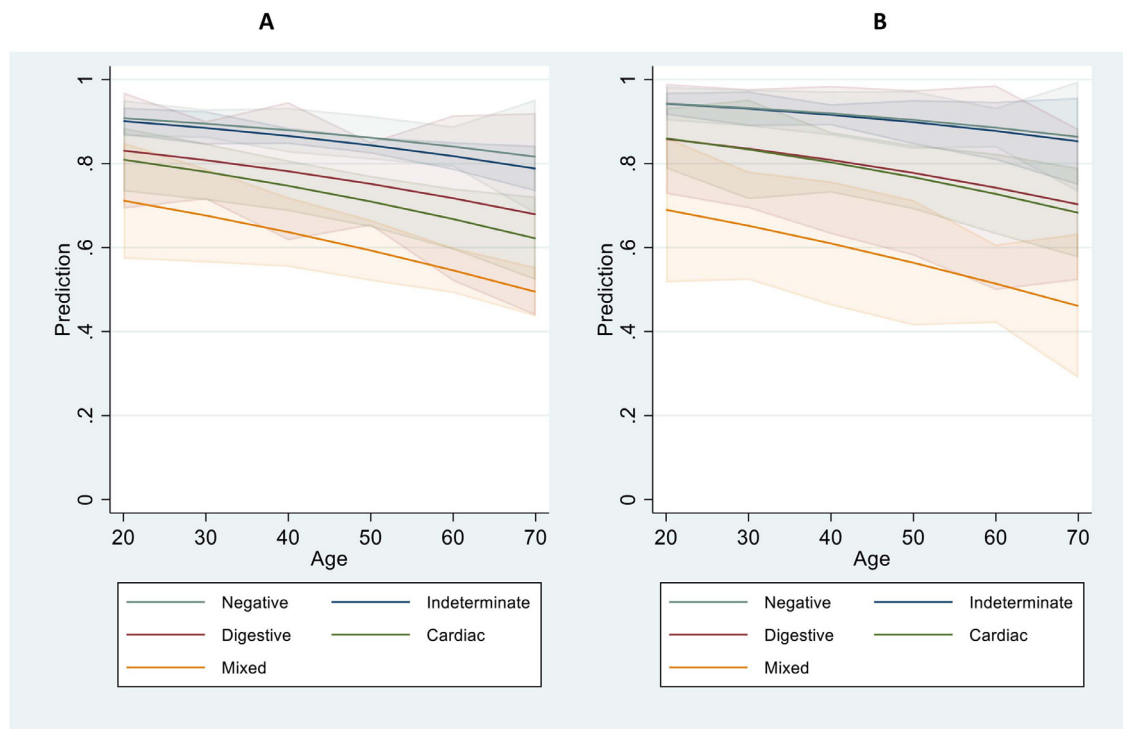 A
B
Prediction
1
.8
.6
.4
.2
0
20 30 40 50 60 70
Age
Negative Indeterminate
Digestive Cardiac
Mixed
Prediction
1
.8
.6
.4
.2
0
20 30 40 50 60 70
Age
Negative Indeterminate
Digestive Cardiac
Mixed